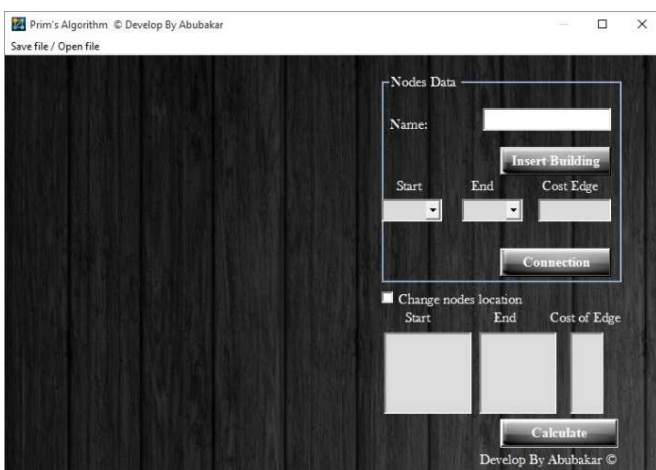 Prim's Algorithm © Develop By Abubakar
Save file / Open file
Nodes Data
Name:
Insert Building
Start End Cost Edge
Connection
Change nodes location
Start End Cost of Edge
Calculate
Develop By Abubakar ©